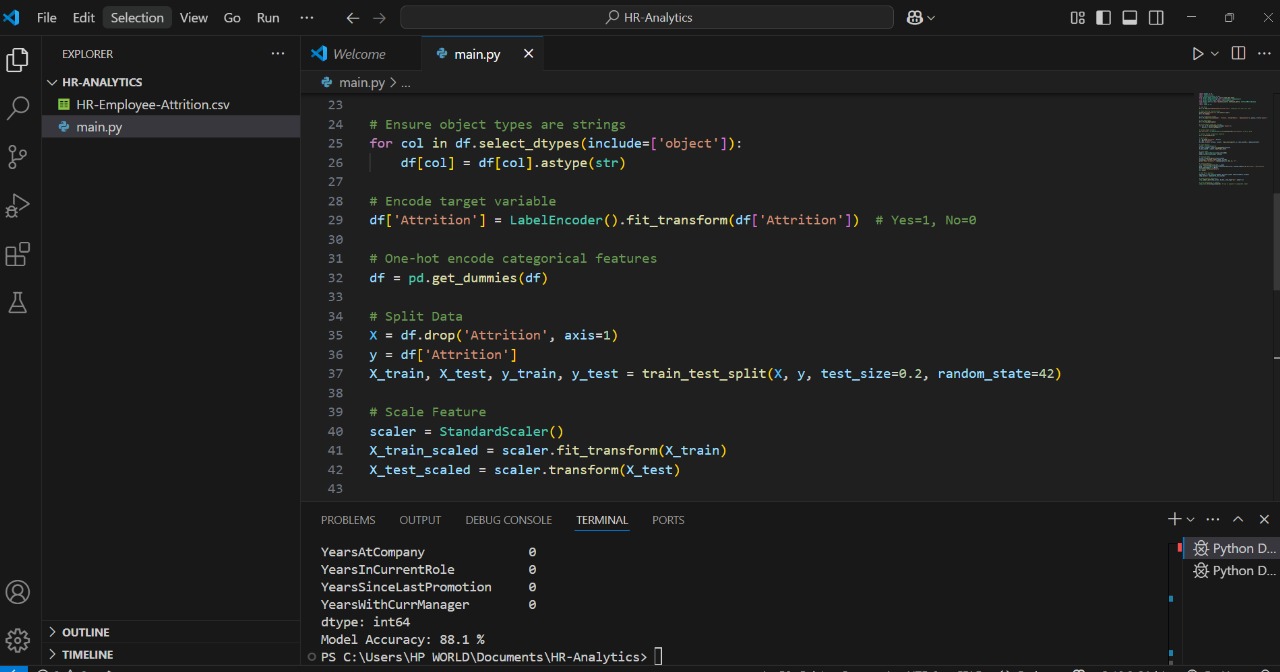 File Edit Selection View Go Run ··· HR-Analytics
EXPLORER ···
HR-ANALYTICS
HR-Employee-Attrition.csv
main.py
OUTLINE
TIMELINE
Welcome main.py
main.py > ...
23
24 # Ensure object types are strings
25 for col in df.select_dtypes(include=['object']):
26     df[col] = df[col].astype(str)
27
28 # Encode target variable
29 df['Attrition'] = LabelEncoder().fit_transform(df['Attrition'])  # Yes=1, No=0
30
31 # One-hot encode categorical features
32 df = pd.get_dummies(df)
33
34 # Split Data
35 X = df.drop('Attrition', axis=1)
36 y = df['Attrition']
37 X_train, X_test, y_train, y_test = train_test_split(X, y, test_size=0.2, random_state=42)
38
39 # Scale Feature
40 scaler = StandardScaler()
41 X_train_scaled = scaler.fit_transform(X_train)
42 X_test_scaled = scaler.transform(X_test)
43
PROBLEMS OUTPUT DEBUG CONSOLE TERMINAL PORTS
YearsAtCompany 0
YearsInCurrentRole 0
YearsSinceLastPromotion 0
YearsWithCurrManager 0
dtype: int64
Model Accuracy: 88.1 %
PS C:\Users\HP WORLD\Documents\HR-Analytics>
Python D...
Python D...